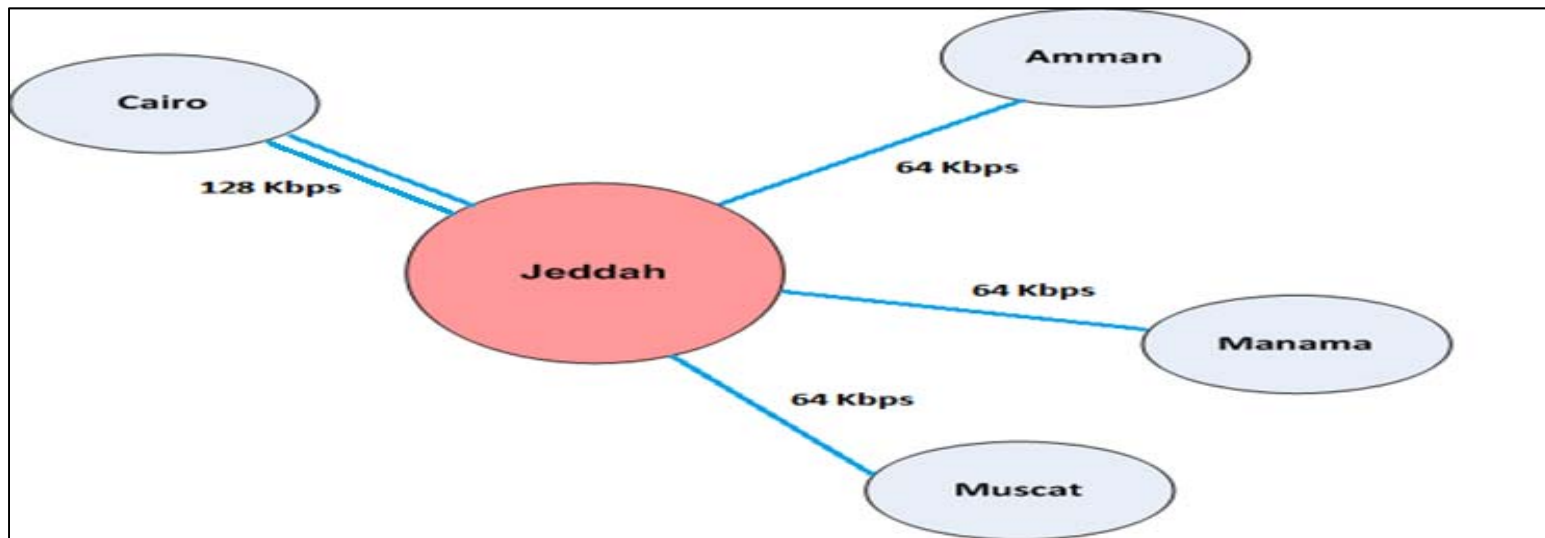 Amman
Cairo
64 Kbps
128 Kbps
Jeddah
64 Kbps
Manama
64 Kbps
Muscat